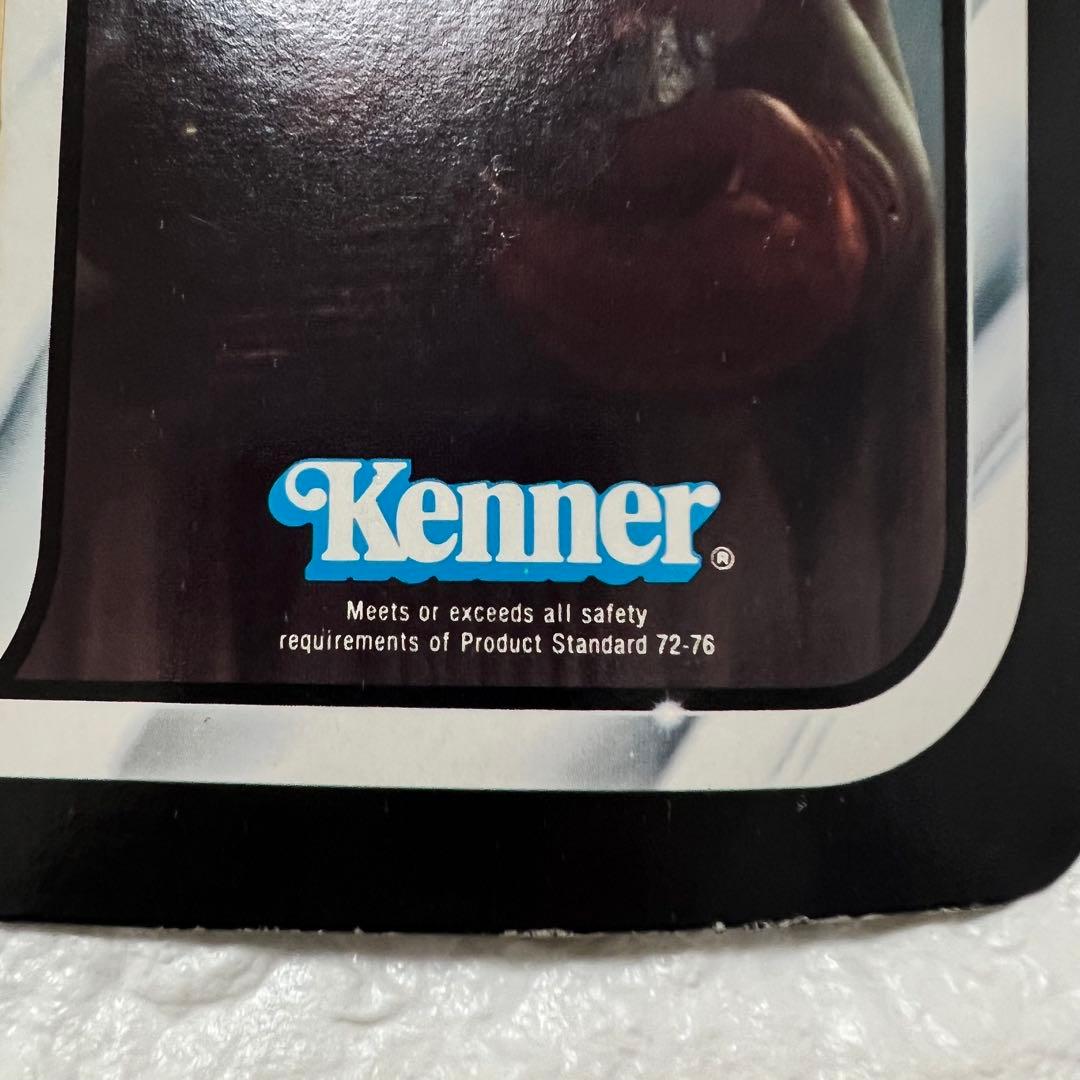 Kenner®
Meets or exceeds all safety
requirements of Product Standard 72-76